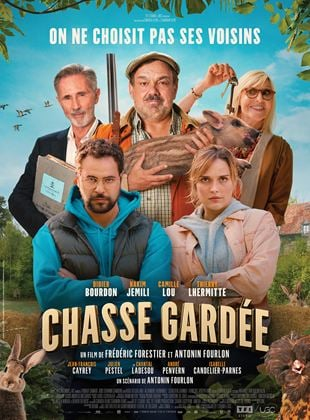 ON NE CHOISIT PAS SES VOISINS
DIDIER BOURDON
HAKIM JEMILI
CAMILLE LOU
THIERRY LHERMITTE
CHASSE GARDÉE
UN FILM DE FRÉDÉRIC FORESTIER ET ANTONIN FOURLON
JEAN-FRANÇOIS CAYREY
JULIEN PESTEL
CHANTAL LADESOU
ANDRÉ PENVERN
ISABELLE CANDELIER-PARNES
UN SCÉNARIO DE ANTONIN FOURLON
UGC